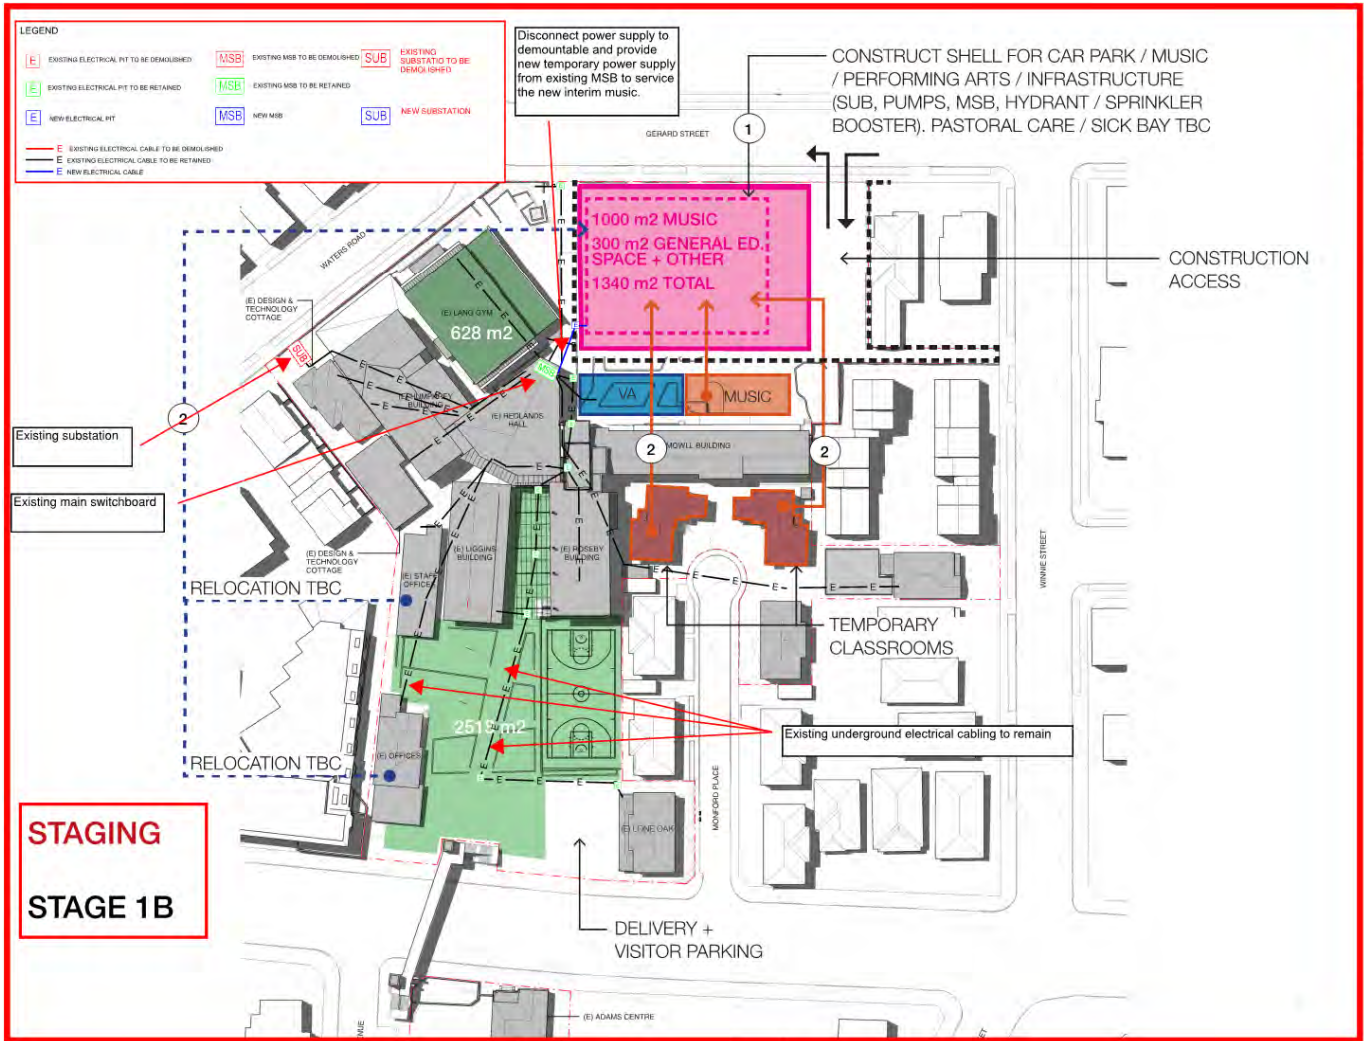 LEGEND
E EXISTING ELECTRICAL PIT TO BE DEMOLISHED
MSB EXISTING MSB TO BE DEMOLISHED
SUB EXISTING
SUBSTATIO TO BE
DEMOLISHED
E EXISTING ELECTRICAL PIT TO BE RETAINED
MSB EXISTING MSB TO BE RETAINED
E NEW ELECTRICAL PIT
MSB NEW MSB
SUB NEW SUBSTATION
E EXISTING ELECTRICAL CABLE TO BE DEMOLISHED
E EXISTING ELECTRICAL CABLE TO BE RETAINED
E NEW ELECTRICAL CABLE
Disconnect power supply to
demountable and provide
new temporary power supply
from existing MSB to service
the new interim music.
CONSTRUCT SHELL FOR CAR PARK / MUSIC
/ PERFORMING ARTS / INFRASTRUCTURE
(SUB, PUMPS, MSB, HYDRANT / SPRINKLER
BOOSTER). PASTORAL CARE / SICK BAY TBC
GERARD STREET
1
WATERS ROAD
1000 m2 MUSIC
300 m2 GENERAL ED.
SPACE + OTHER
1340 m2 TOTAL
CONSTRUCTION
ACCESS
(E) DESIGN &
TECHNOLOGY
COTTAGE
(E) LANG GYM
628 m2
SUB
MSB
VA
MUSIC
(E) HUMPHREY
BUILDING
(E) REDLANDS
HALL
2
Existing substation
MOWLL BUILDING
2
2
Existing main switchboard
(E) DESIGN &
TECHNOLOGY
COTTAGE
(E) LIGGINS
BUILDING
(E) ROSEBY
BUILDING
(E) STAFF
OFFICES
WINNIE STREET
RELOCATION TBC
TEMPORARY
CLASSROOMS
2515 m2
Existing underground electrical cabling to remain
RELOCATION TBC
(E) OFFICES
MONFORD PLACE
STAGING
STAGE 1B
(E) LONE OAK
DELIVERY +
VISITOR PARKING
(E) ADAMS CENTRE